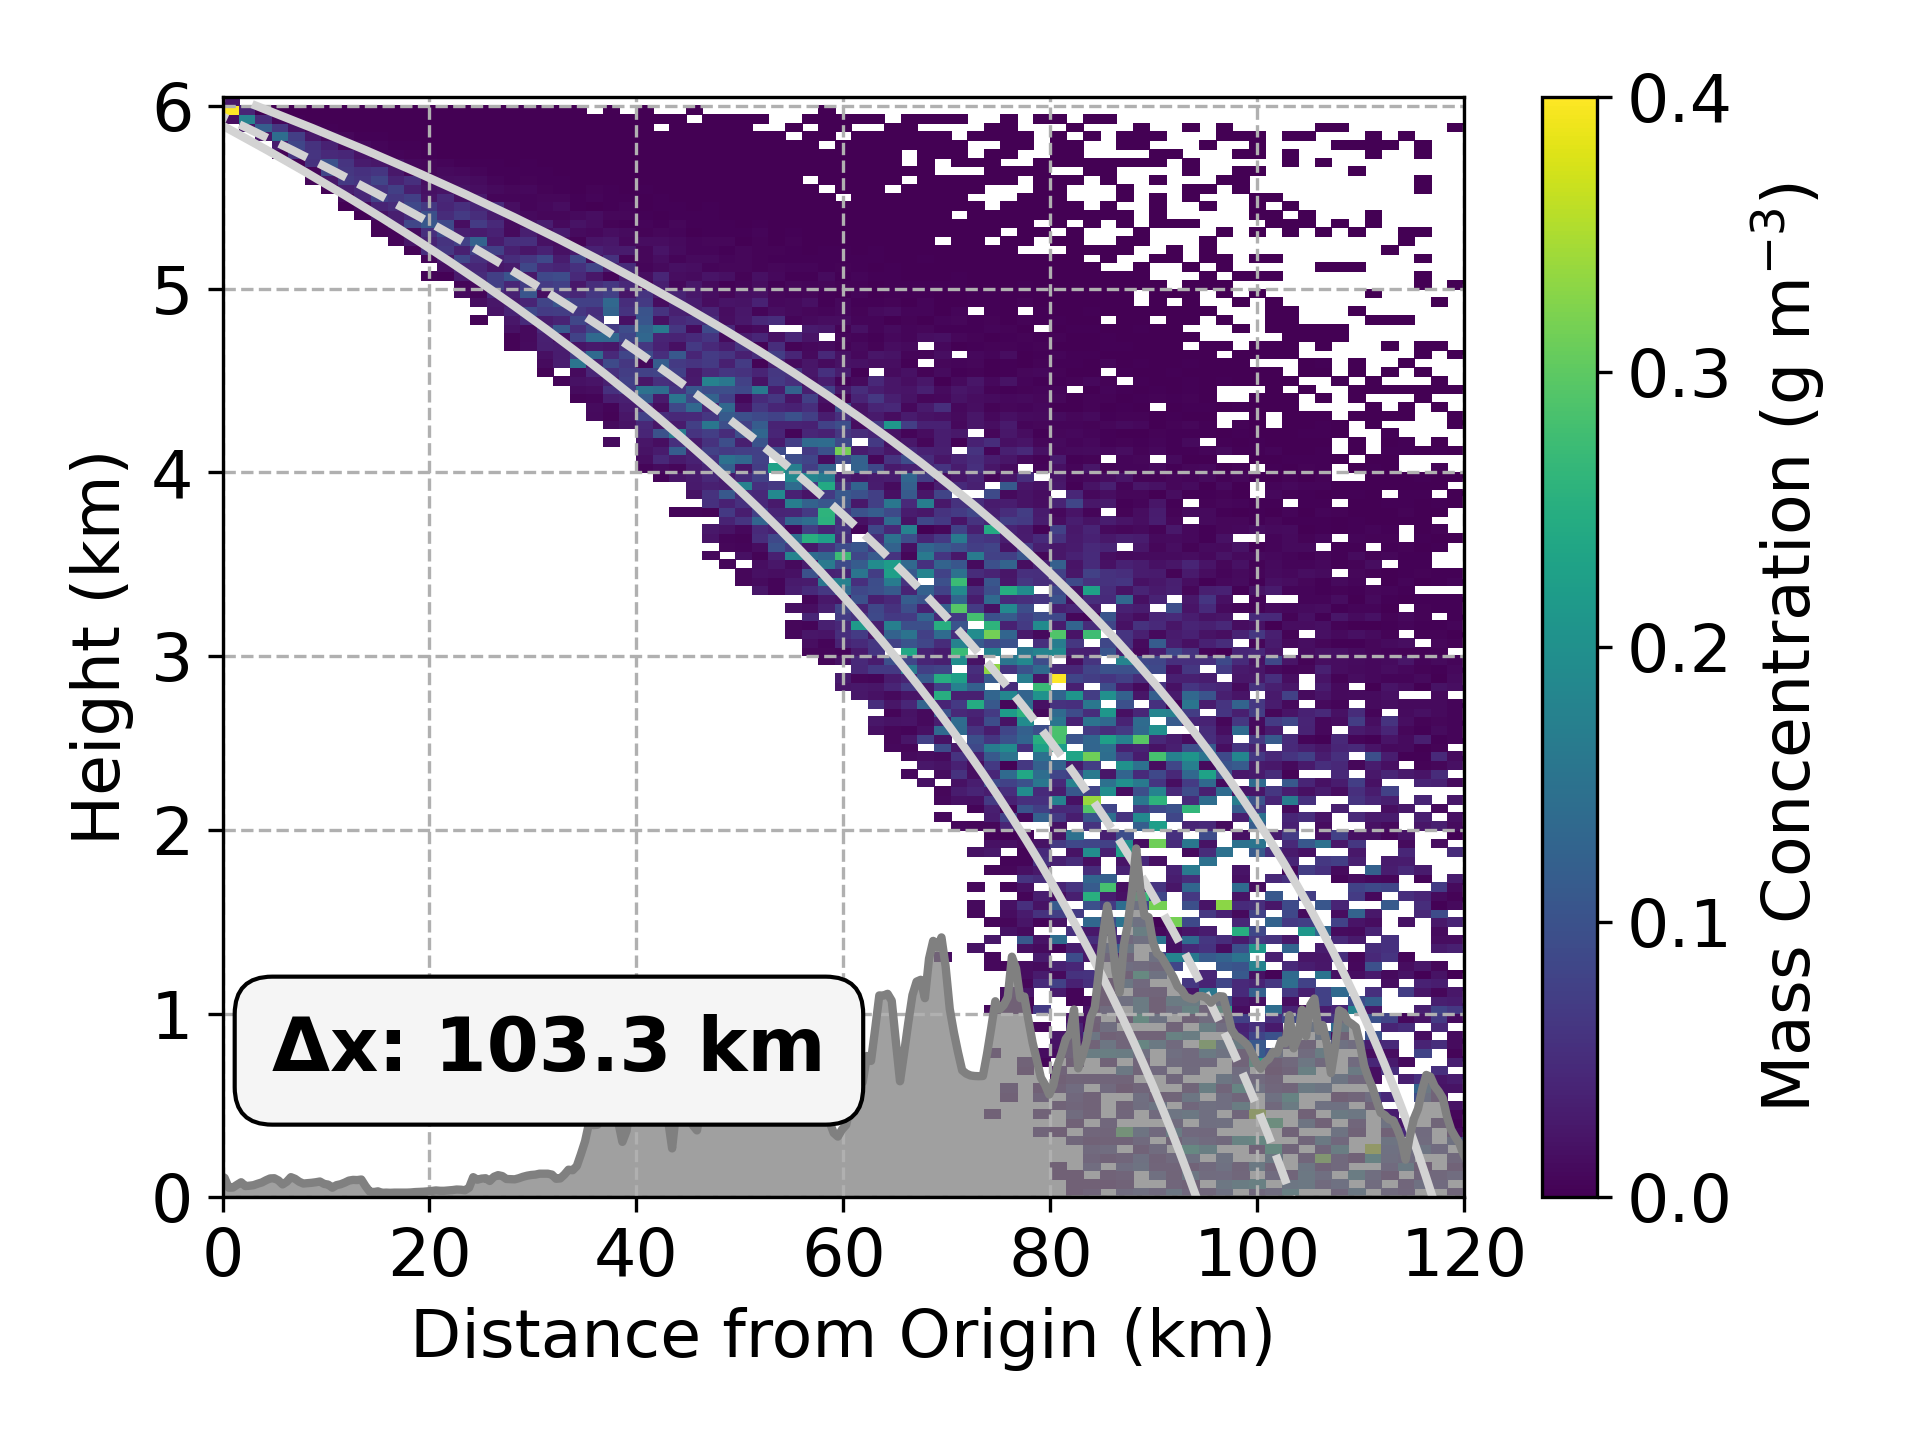 6
5
4
3
2
1
0
Height (km)
Δx: 103.3 km
0 20 40 60 80 100 120
Distance from Origin (km)
0.4
0.3
0.2
0.1
0.0
Mass Concentration (g m⁻³)